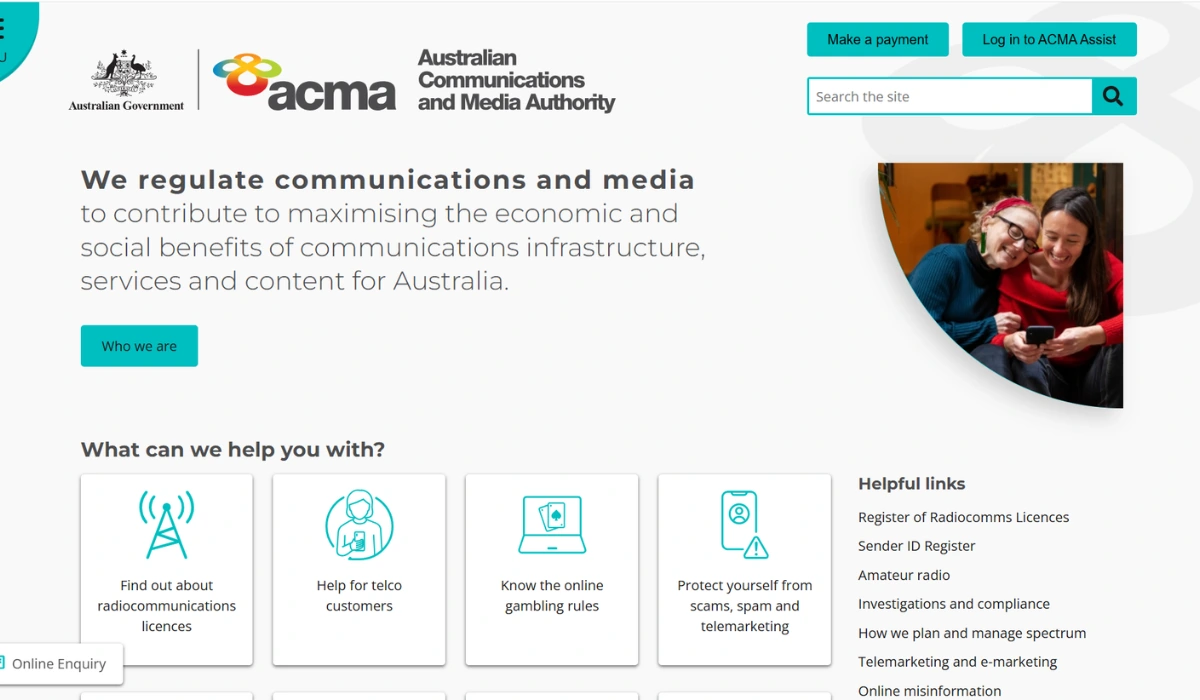 Make a payment
Log in to ACMA Assist
Australian Government
acma
Australian
Communications
and Media Authority
Search the site
We regulate communications and media
to contribute to maximising the economic and
social benefits of communications infrastructure,
services and content for Australia.
Who we are
What can we help you with?
Find out about
radiocommunications
licences
Help for telco
customers
Know the online
gambling rules
Protect yourself from
scams, spam and
telemarketing
Helpful links
Register of Radiocomms Licences
Sender ID Register
Amateur radio
Investigations and compliance
How we plan and manage spectrum
Telemarketing and e-marketing
Online misinformation
Online Enquiry